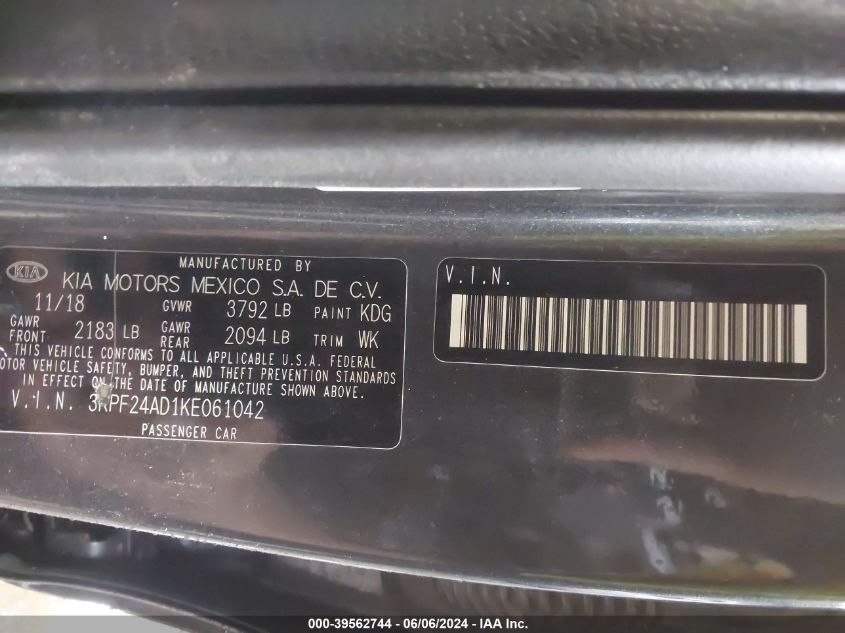 KIA
MANUFACTURED BY
KIA MOTORS MEXICO S.A. DE C.V.
11/18 GVWR 3792 LB PAINT KDG
GAWR FRONT 2183 LB GAWR REAR 2094 LB TRIM WK
THIS VEHICLE CONFORMS TO ALL APPLICABLE U.S.A. FEDERAL
MOTOR VEHICLE SAFETY, BUMPER, AND THEFT PREVENTION STANDARDS
IN EFFECT ON THE DATE OF MANUFACTURE SHOWN ABOVE.
V.I.N. 3KPF24AD1KE061042
PASSENGER CAR
V.I.N.
000-39562744 - 06/06/2024 - IAA Inc.